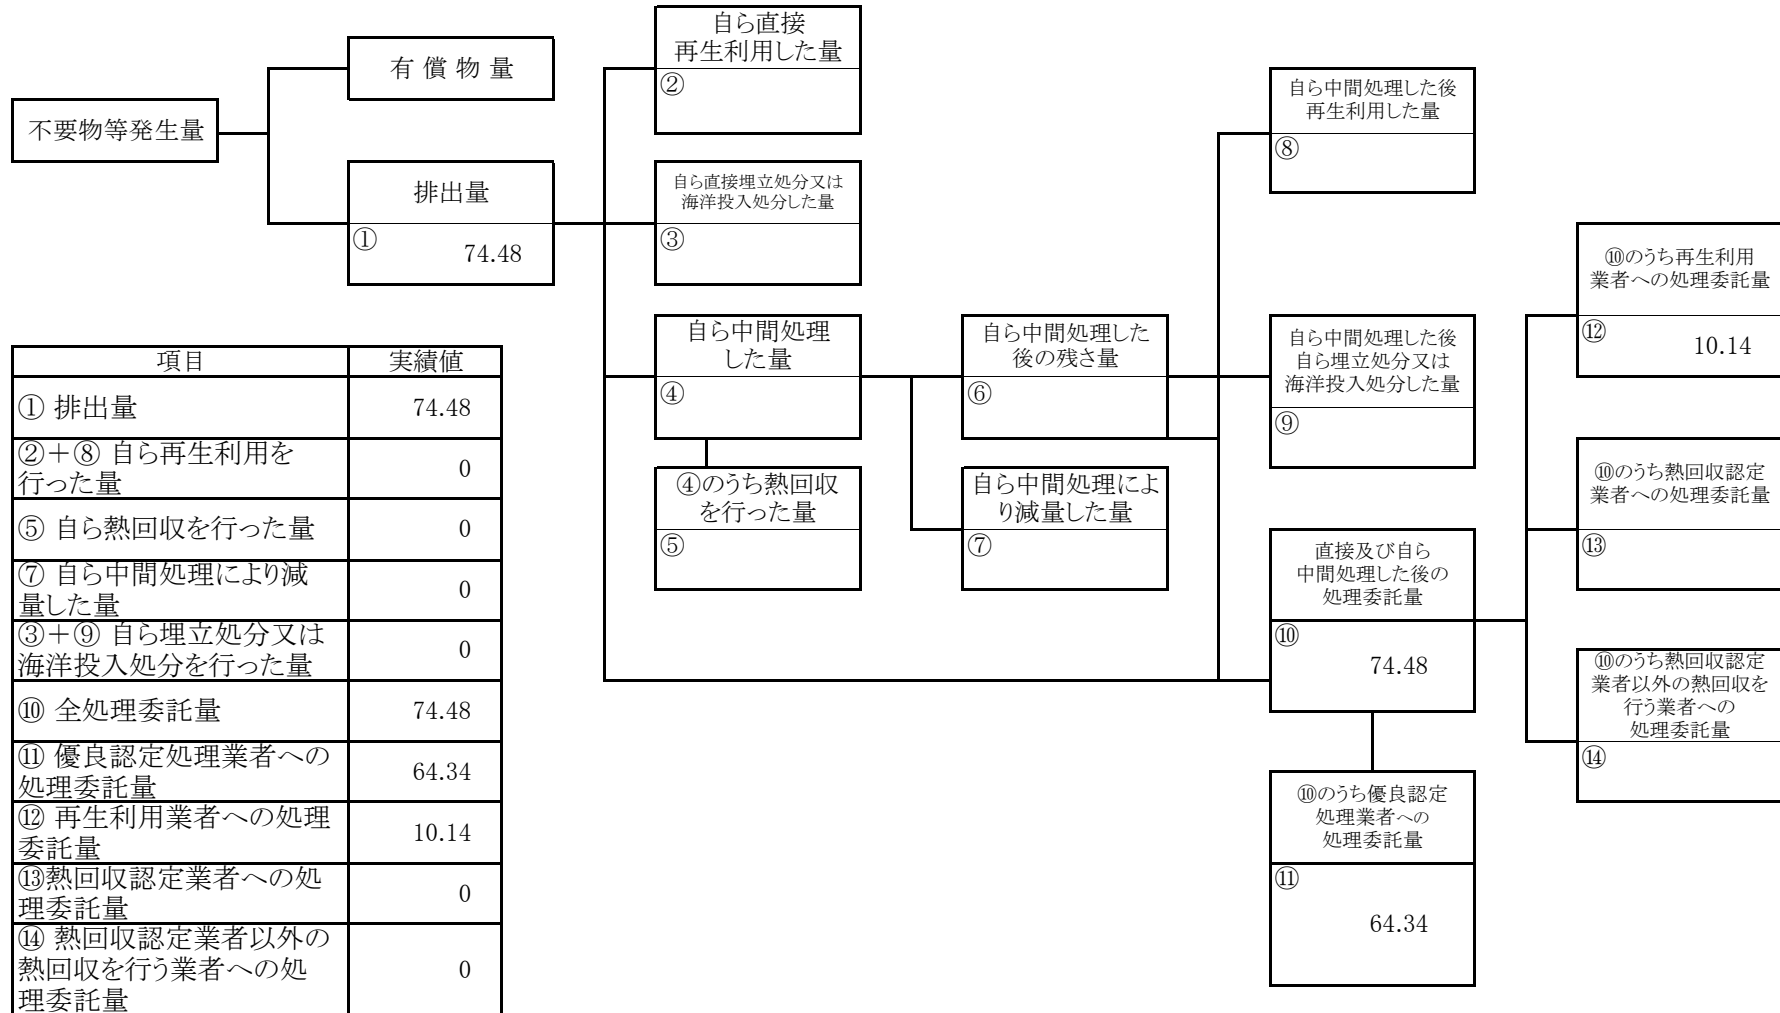 不要物等発生量
有 償 物 量
排出量
①
74.48
自ら直接
再生利用した量
②
自ら直接埋立処分又は
海洋投入処分した量
③
自ら中間処理
した量
④
④のうち熱回収
を行った量
⑤
自ら中間処理した
後の残さ量
⑥
自ら中間処理によ
り減量した量
⑦
自ら中間処理した後
再生利用した量
⑧
自ら中間処理した後
自ら埋立処分又は
海洋投入処分した量
⑨
直接及び自ら
中間処理した後の
処理委託量
⑩
74.48
⑩のうち優良認定
処理業者への
処理委託量
⑪
64.34
⑩のうち再生利用
業者への処理委託量
⑫
10.14
⑩のうち熱回収認定
業者への処理委託量
⑬
⑩のうち熱回収認定
業者以外の熱回収を
行う業者への
処理委託量
⑭
項目 実績値
① 排出量 74.48
②＋⑧ 自ら再生利用を
行った量 0
⑤ 自ら熱回収を行った量 0
⑦ 自ら中間処理により減
量した量 0
③＋⑨ 自ら埋立処分又は
海洋投入処分を行った量 0
⑩ 全処理委託量 74.48
⑪ 優良認定処理業者への
処理委託量 64.34
⑫ 再生利用業者への処理
委託量 10.14
⑬熱回収認定業者への処
理委託量 0
⑭ 熱回収認定業者以外の
熱回収を行う業者への処
理委託量 0